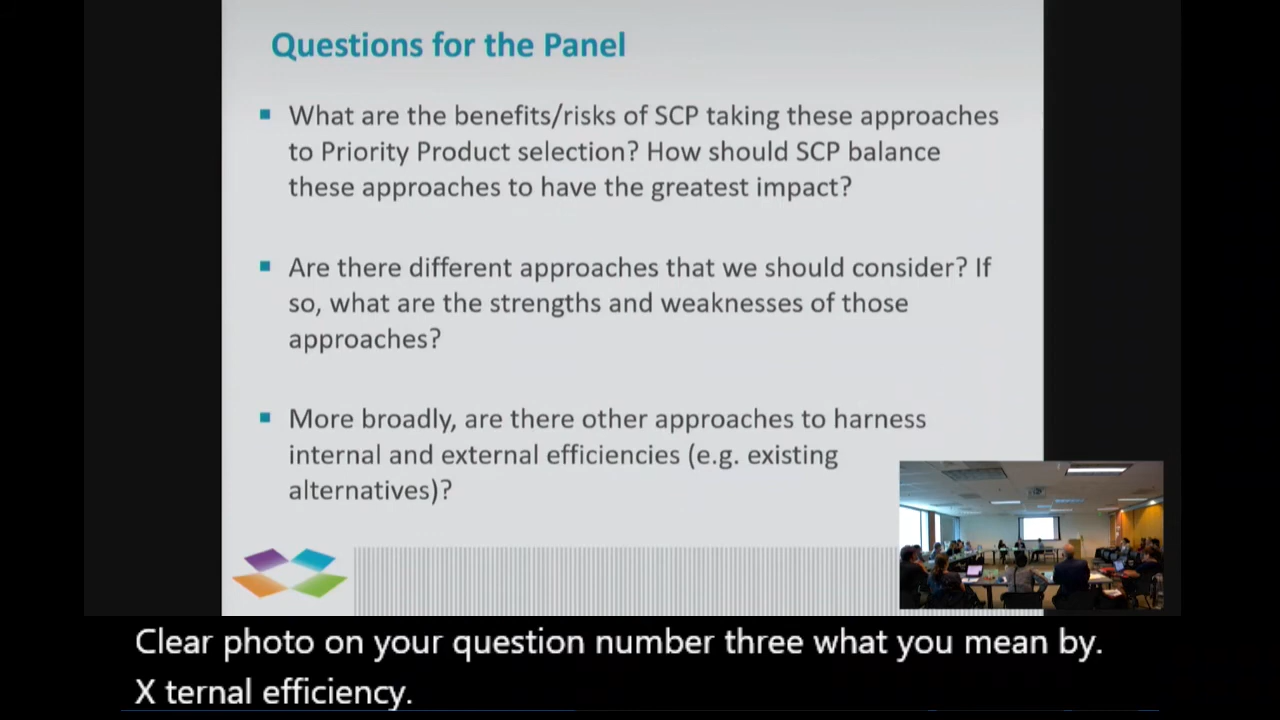 Questions for the Panel
What are the benefits/risks of SCP taking these approaches
to Priority Product selection? How should SCP balance
these approaches to have the greatest impact?
Are there different approaches that we should consider? If
so, what are the strengths and weaknesses of those
approaches?
More broadly, are there other approaches to harness
internal and external efficiencies (e.g. existing
alternatives)?
Clear photo on your question number three what you mean by.
X ternal efficiency.